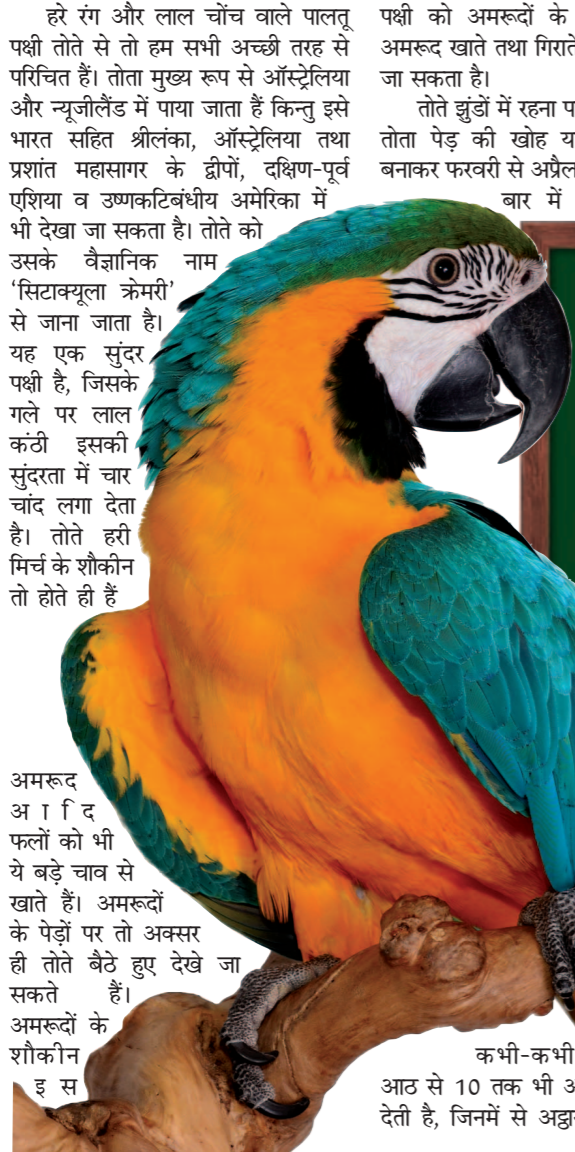 हरे रंग और लाल चोंच वाले पालतू
पक्षी तोते से तो हम सभी अच्छी तरह से
परिचित हैं। तोता मुख्य रूप से ऑस्ट्रेलिया
और न्यूजीलैंड में पाया जाता हैं किन्तु इसे
भारत सहित श्रीलंका, ऑस्ट्रेलिया तथा
प्रशांत महासागर के द्वीपों, दक्षिण-पूर्व
एशिया व उष्णकटिबंधीय अमेरिका में
भी देखा जा सकता है। तोते को
उसके वैज्ञानिक नाम
'सिटाक्यूला क्रेमरी'
से जाना जाता है।
यह एक सुंदर
पक्षी है, जिसके
गले पर लाल
कंठी इसकी
सुंदरता में चार
चांद लगा देता
है। तोते हरी
मिर्च के शौकीन
तो होते ही हैं
अमरूद
आदि
फलों को भी
ये बड़े चाव से
खाते हैं। अमरूदों
के पेड़ों पर तो अक्सर
ही तोते बैठे हुए देखे जा
सकते हैं।
अमरूदों के
शौकीन
इस
पक्षी को अमरूदों के
अमरूद खाते तथा गिराते
जा सकता है।
तोते झुंडों में रहना
तोता पेड़ की खोह
बनाकर फरवरी से अप्रैल
बार में
कभी-कभी
आठ से 10 तक भी
देती है, जिनमें से